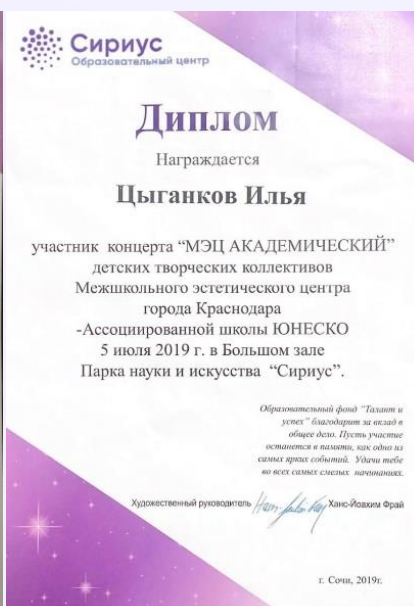 Сириус
Образовательный центр
Диплом
Награждается
Цыганков Илья
участник концерта “МЭЦ АКАДЕМИЧЕСКИЙ”
детских творческих коллективов
Межшкольного эстетического центра
города Краснодара
-Ассоциированной школы ЮНЕСКО
5 июля 2019 г. в Большом зале
Парка науки и искусства “Сириус”.
Образовательный фонд “Талант и
успех” благодарит за вклад в
общее дело. Пусть участие
останется в памяти, как одно из
самых ярких событий. Удачи тебе
во всех самых смелых начинаниях.
Художественный руководитель Ханс-Йоахим Фрай
г. Сочи, 2019г.